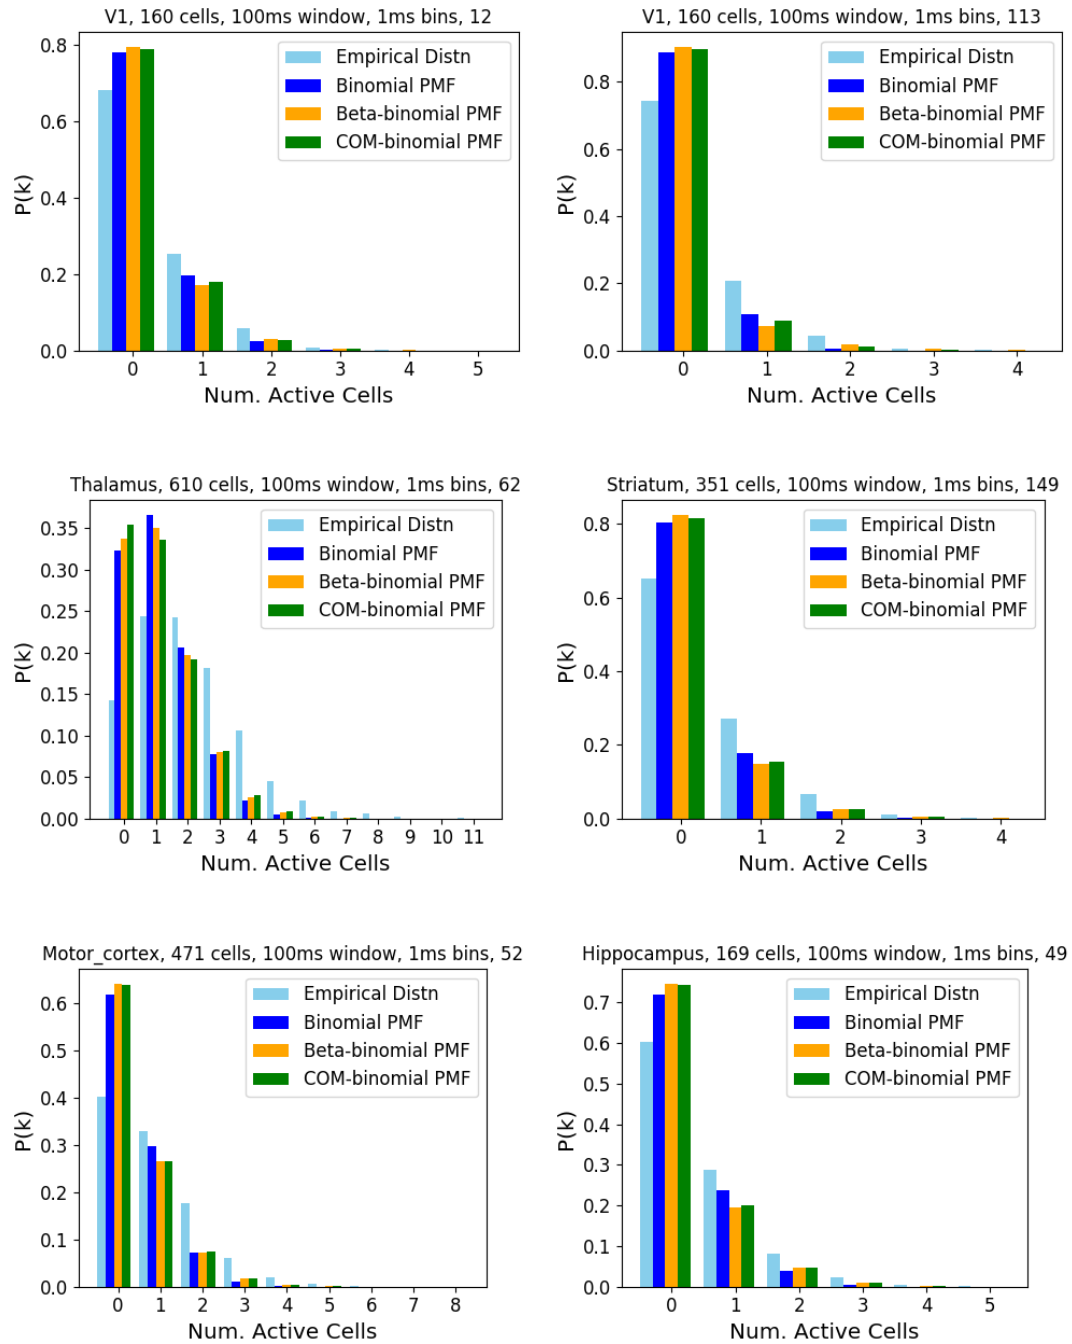 V1, 160 cells, 100ms window, 1ms bins, 12
P(k)
0.8
0.6
0.4
0.2
0.0
Empirical Distn
Binomial PMF
Beta-binomial PMF
COM-binomial PMF
0 1 2 3 4 5
Num. Active Cells
V1, 160 cells, 100ms window, 1ms bins, 113
P(k)
0.8
0.6
0.4
0.2
0.0
Empirical Distn
Binomial PMF
Beta-binomial PMF
COM-binomial PMF
0 1 2 3 4
Num. Active Cells
Thalamus, 610 cells, 100ms window, 1ms bins, 62
P(k)
0.35
0.30
0.25
0.20
0.15
0.10
0.05
0.00
Empirical Distn
Binomial PMF
Beta-binomial PMF
COM-binomial PMF
0 1 2 3 4 5 6 7 8 9 10 11
Num. Active Cells
Striatum, 351 cells, 100ms window, 1ms bins, 149
P(k)
0.8
0.6
0.4
0.2
0.0
Empirical Distn
Binomial PMF
Beta-binomial PMF
COM-binomial PMF
0 1 2 3 4
Num. Active Cells
Motor_cortex, 471 cells, 100ms window, 1ms bins, 52
P(k)
0.6
0.5
0.4
0.3
0.2
0.1
0.0
Empirical Distn
Binomial PMF
Beta-binomial PMF
COM-binomial PMF
0 1 2 3 4 5 6 7 8
Num. Active Cells
Hippocampus, 169 cells, 100ms window, 1ms bins, 49
P(k)
0.7
0.6
0.5
0.4
0.3
0.2
0.1
0.0
Empirical Distn
Binomial PMF
Beta-binomial PMF
COM-binomial PMF
0 1 2 3 4 5
Num. Active Cells